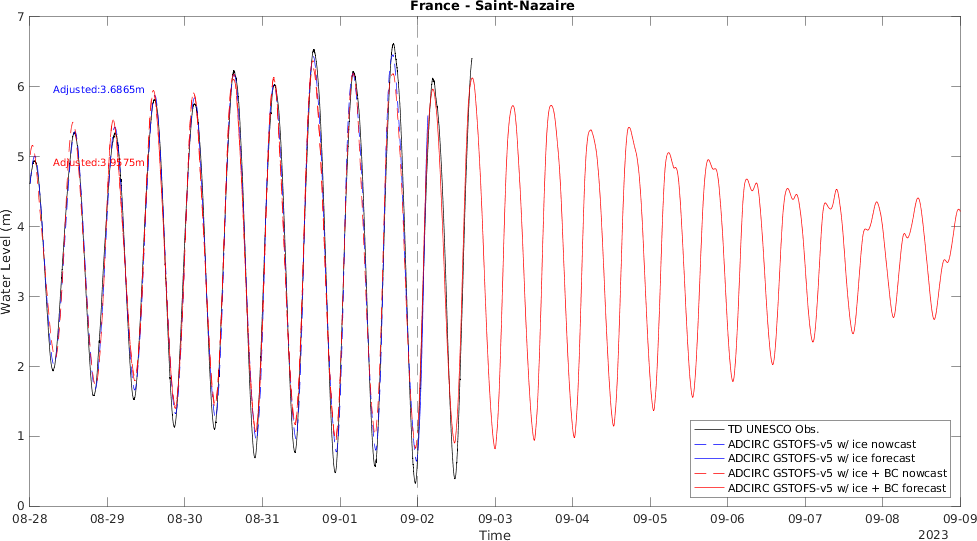 France - Saint-Nazaire
7
6
5
4
3
2
1
0
Water Level (m)
Adjusted:3.6865m
Adjusted:3.9575m
TD UNESCO Obs.
ADCIRC GSTOFS-v5 w/ ice nowcast
ADCIRC GSTOFS-v5 w/ ice forecast
ADCIRC GSTOFS-v5 w/ ice + BC nowcast
ADCIRC GSTOFS-v5 w/ ice + BC forecast
08-28 08-29 08-30 08-31 09-01 09-02 09-03 09-04 09-05 09-06 09-07 09-08 09-09
Time
2023